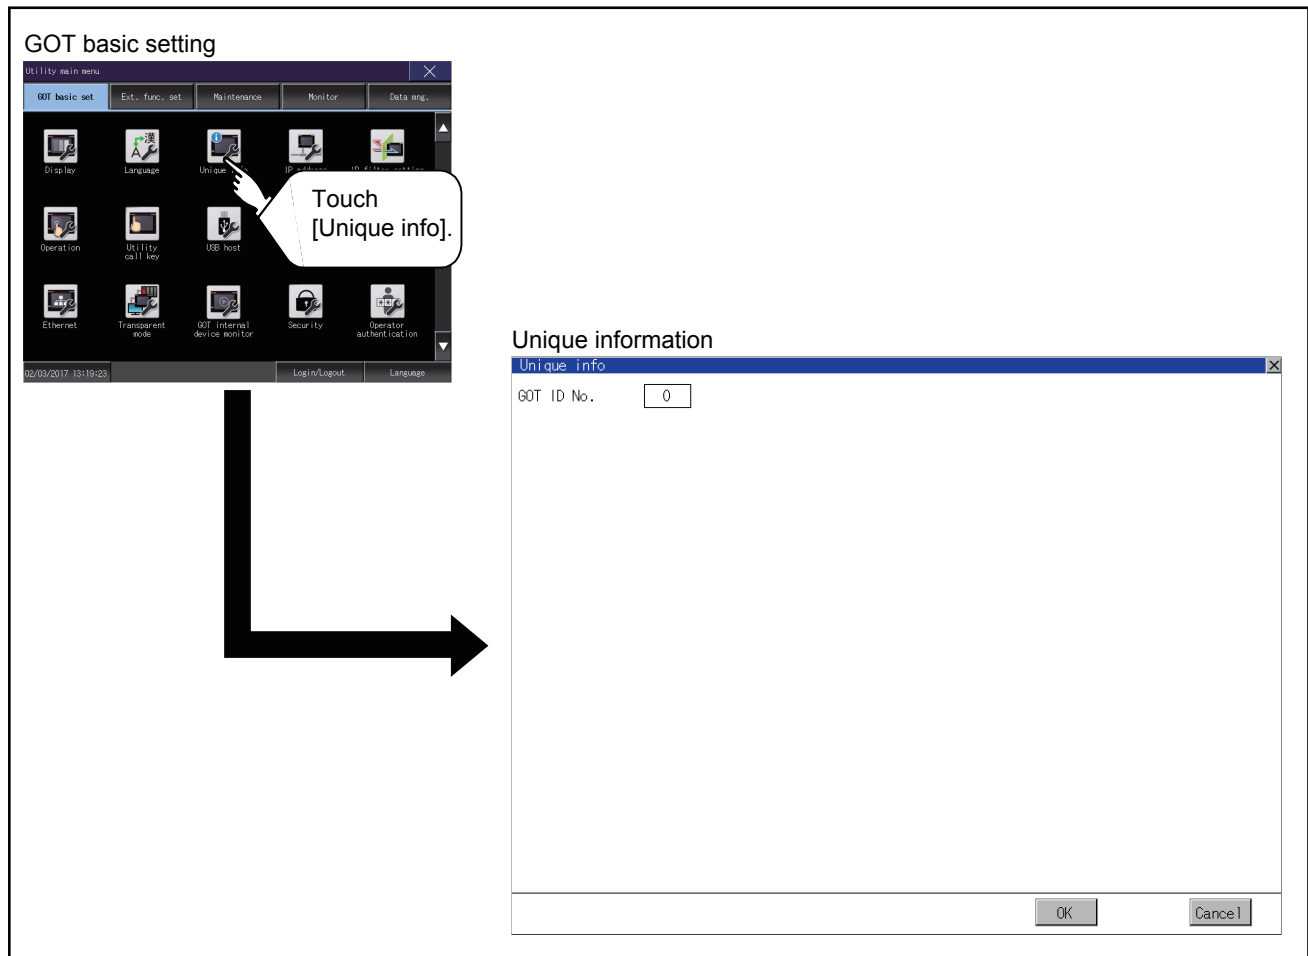 GOT basic setting
Utility main menu
GOT basic set Ext. func. set Maintenance Monitor Data mng.
漢
A
Display Language Unique IP
Touch
[Unique info].
Operation Utility call key USB host
Ethernet Transparent mode GOT internal device monitor Security Operator authentication
02/03/2017 13:19:23 Login/Logout Language
Unique information
Unique info
GOT ID No. 0
OK Cancel